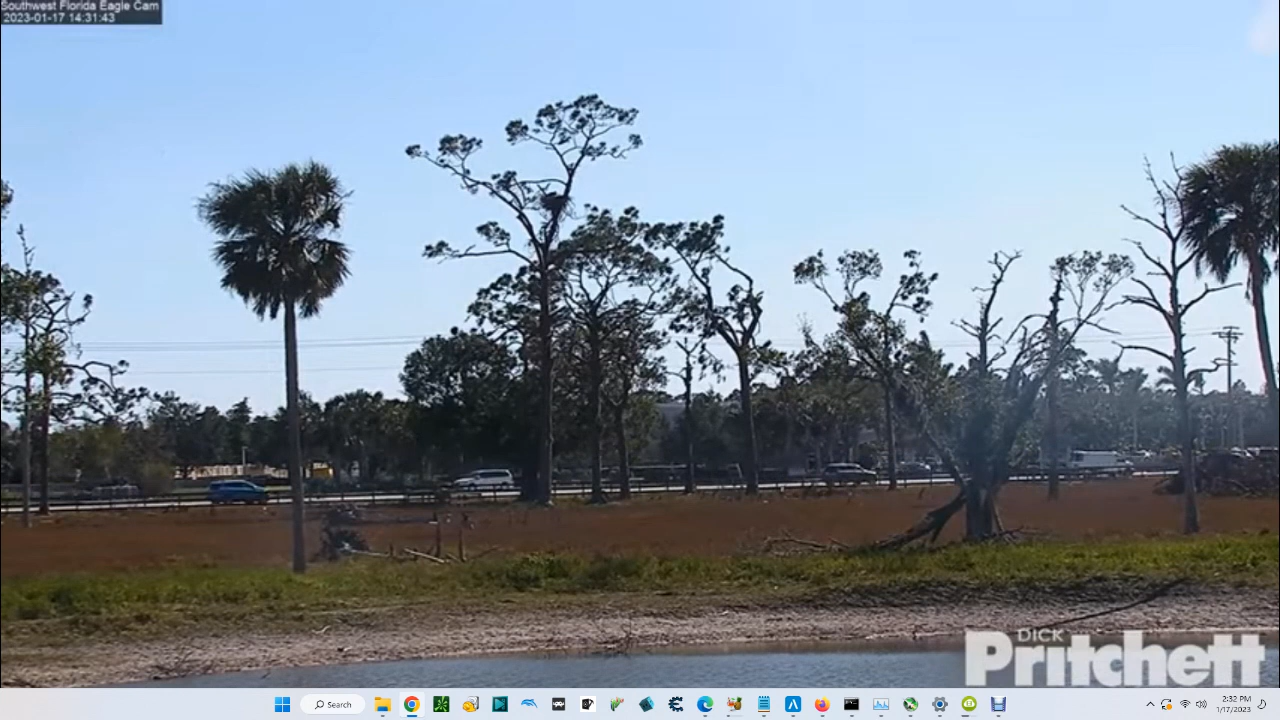 Southwest Florida Eagle Cam
2023-01-17 14:31:43
DICK
Pritchett
Search
2:32 PM
1/17/2023